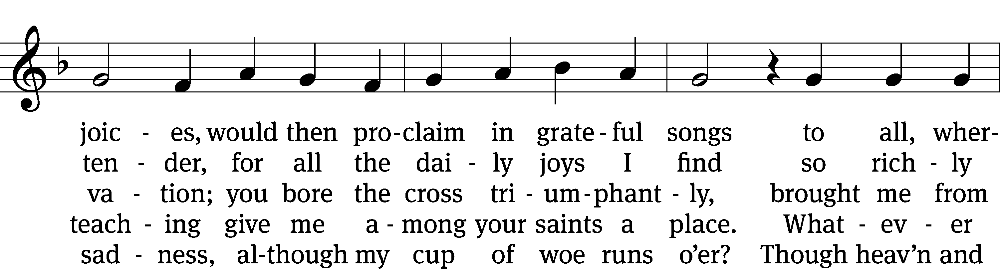 joic - es, would then pro - claim in grate - ful songs to all, wher-
ten - der, for all the dai - ly joys I find so rich - ly
va - tion; you bore the cross tri - um - phant - ly, brought me from
teach - ing give me a - mong your saints a place. What - ev - er
sad - ness, al - though my cup of woe runs o’er? Though heav’n and